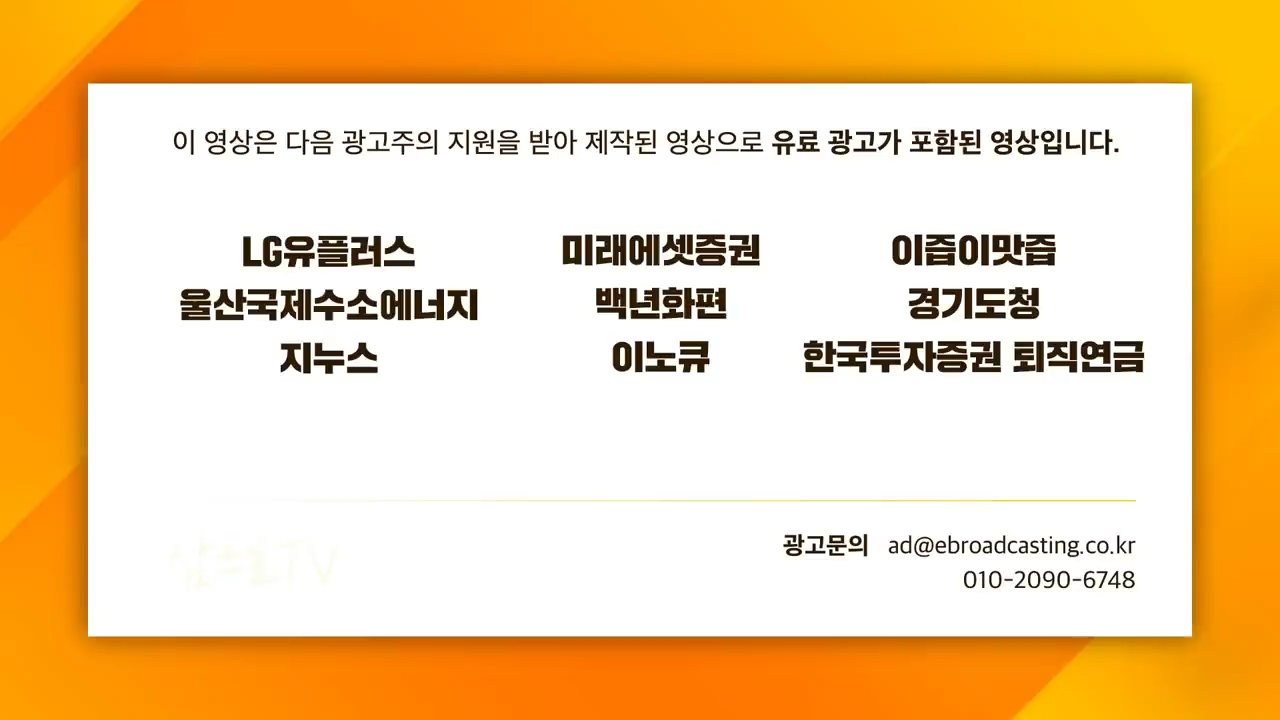 이 영상은 다음 광고주의 지원을 받아 제작된 영상으로 유료 광고가 포함된 영상입니다.
LG유플러스 미래에셋증권 이즙이맛즙
울산국제수소에너지 백년화편 경기도청
지누스 이노큐 한국투자증권 퇴직연금
광고문의 ad@ebroadcasting.co.kr
010-2090-6748